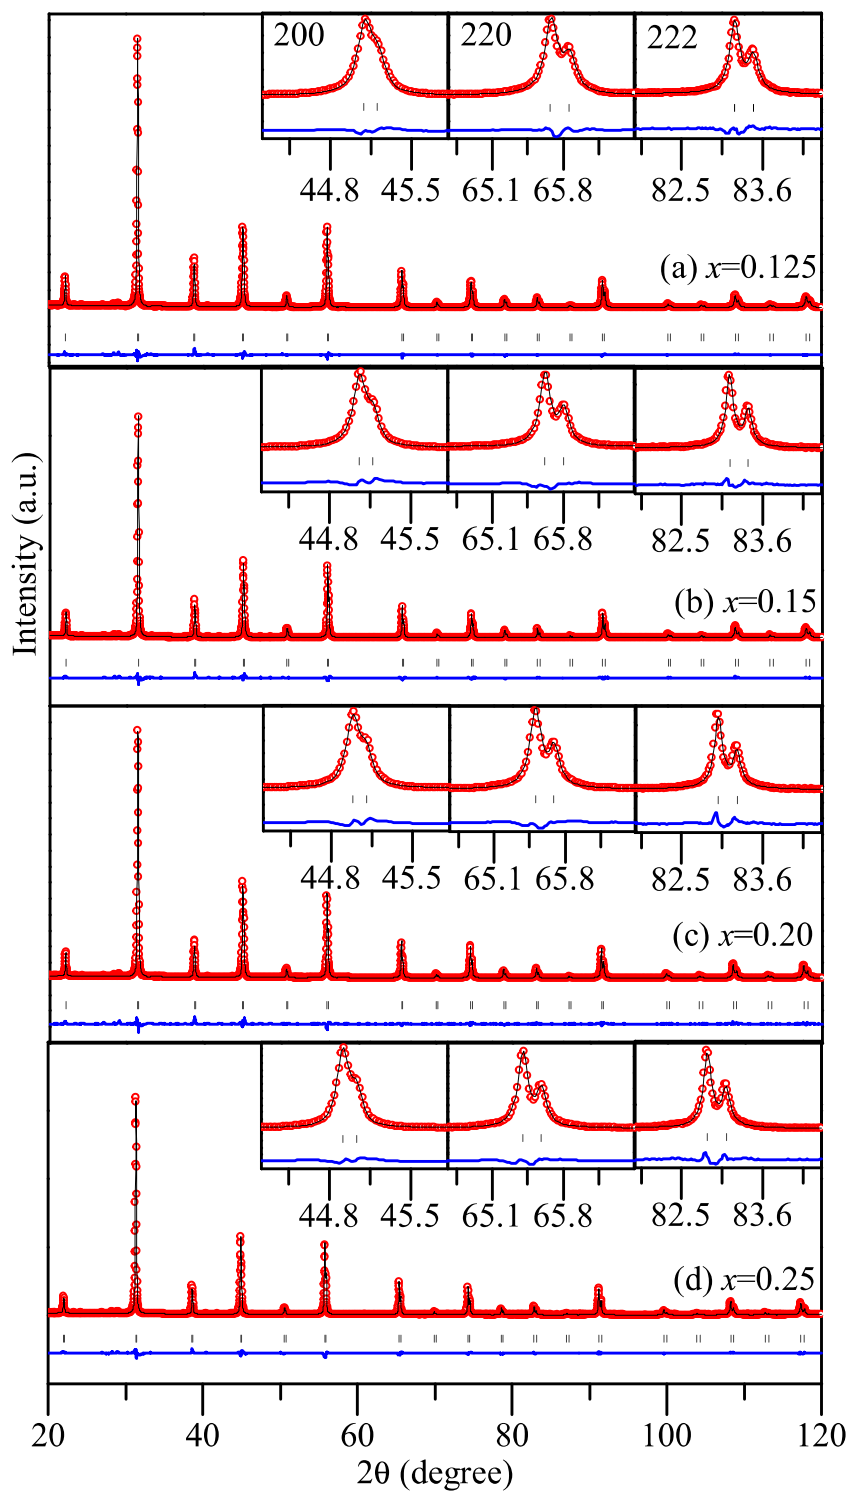 200 220 222
44.8 45.5 65.1 65.8 82.5 83.6
(a) x=0.125
44.8 45.5 65.1 65.8 82.5 83.6
(b) x=0.15
44.8 45.5 65.1 65.8 82.5 83.6
(c) x=0.20
44.8 45.5 65.1 65.8 82.5 83.6
(d) x=0.25
Intensity (a.u.)
20 40 60 80 100 120
2θ (degree)